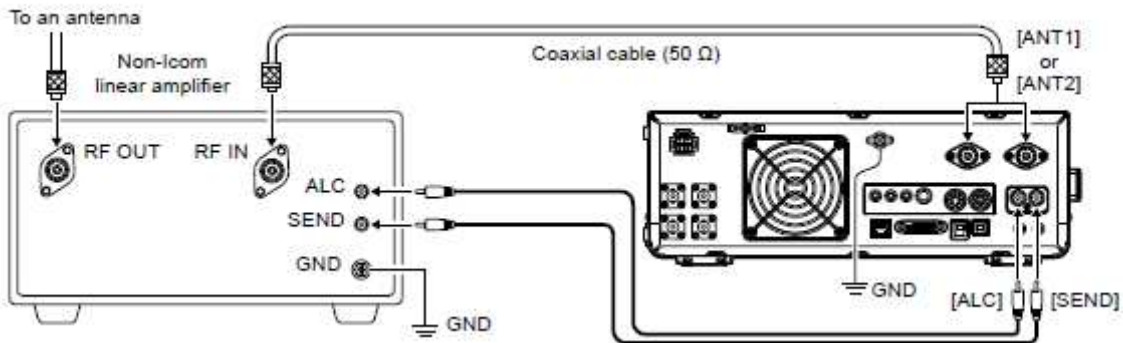 To an antenna
Non-Icom
linear amplifier
Coaxial cable (50 Ω)
[ANT1]
or
[ANT2]
RF OUT
RF IN
ALC
SEND
GND
GND
GND
[ALC]
[SEND]